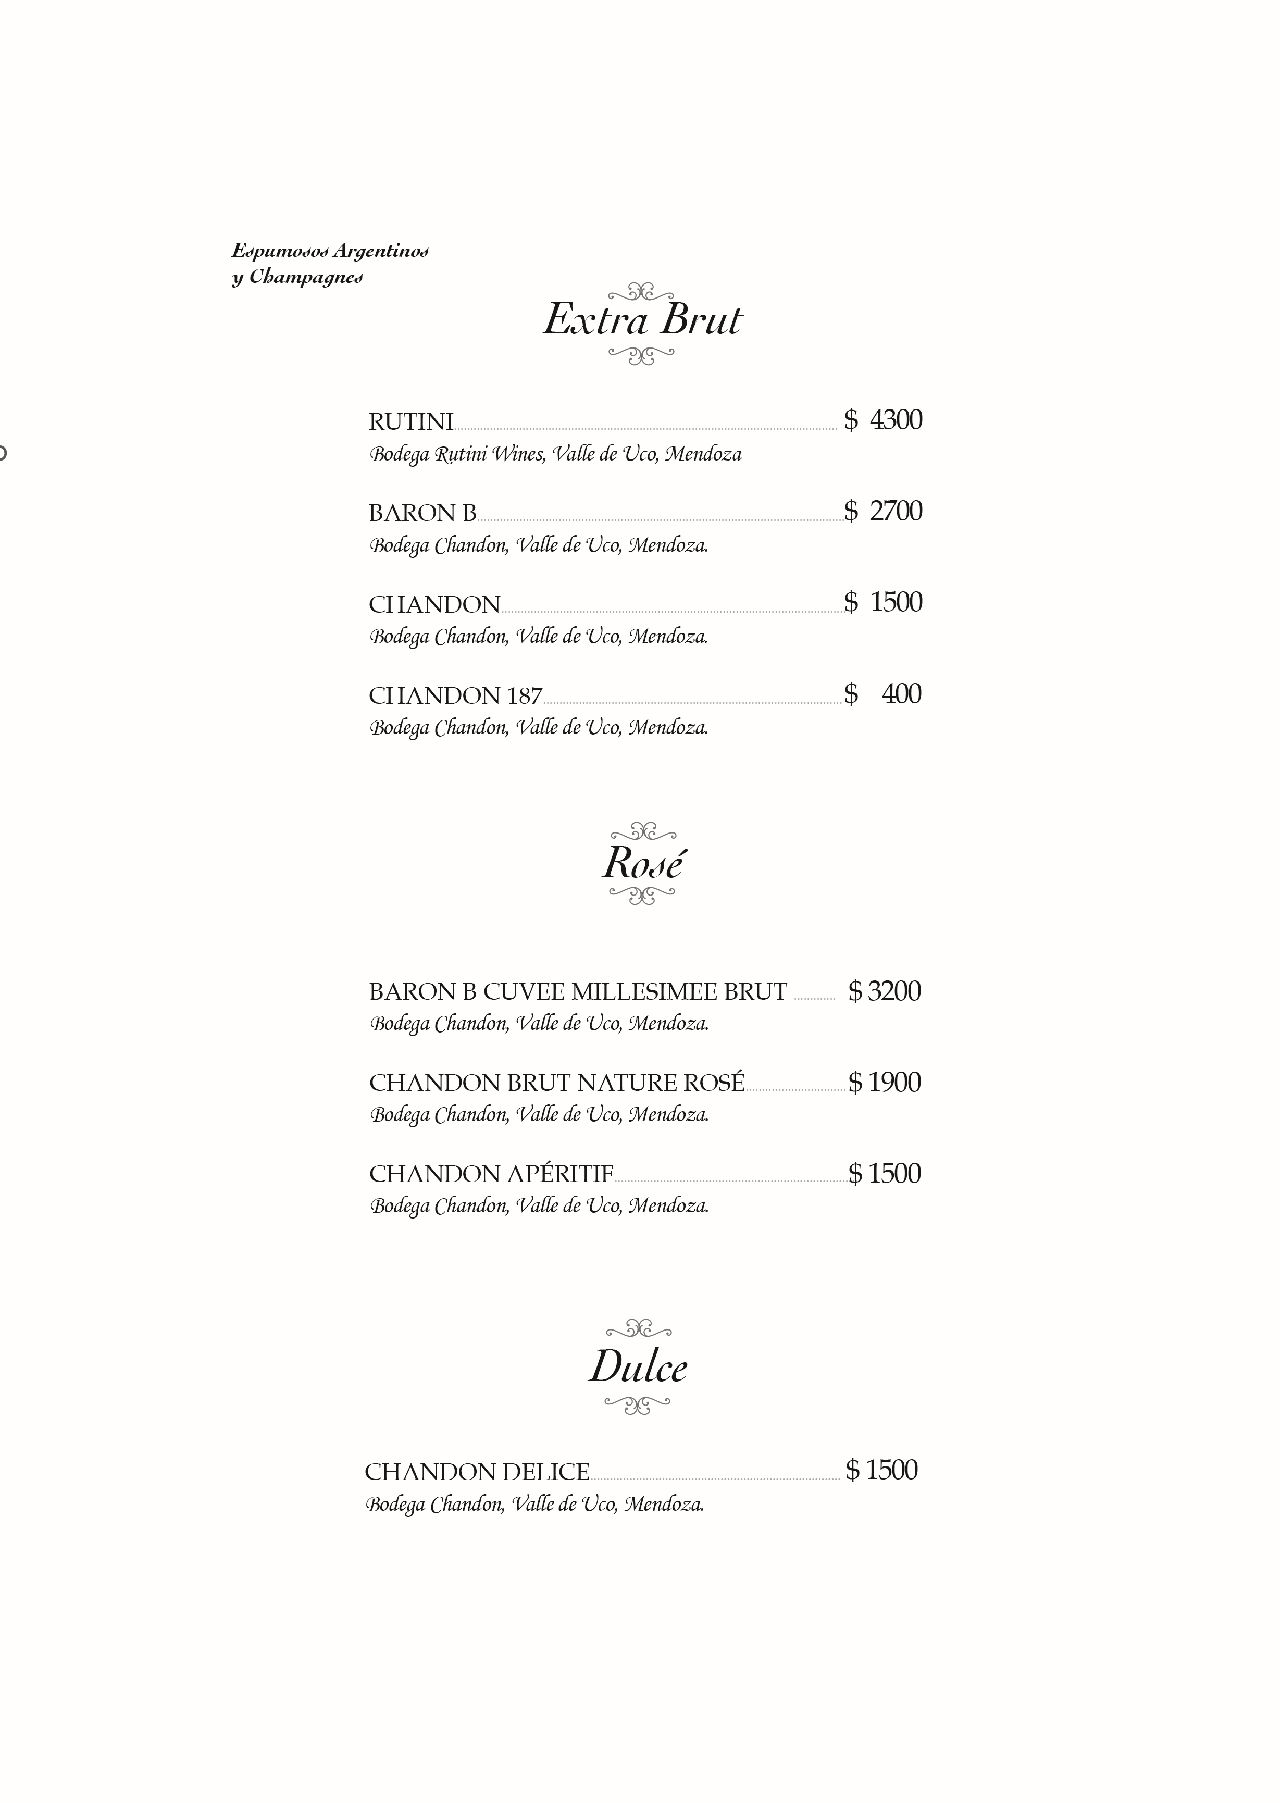 Espumosos Argentinos
y Champagnes
Extra Brut
RUTINI $ 4300
Bodega Rutini Wines, Valle de Uco, Mendoza
BARON B $ 2700
Bodega Chandon, Valle de Uco, Mendoza.
CHANDON $ 1500
Bodega Chandon, Valle de Uco, Mendoza.
CHANDON 187 $ 400
Bodega Chandon, Valle de Uco, Mendoza.
Rosé
BARON B CUVEE MILLESIMEE BRUT $ 3200
Bodega Chandon, Valle de Uco, Mendoza.
CHANDON BRUT NATURE ROSÉ $ 1900
Bodega Chandon, Valle de Uco, Mendoza.
CHANDON APÉRITIF $ 1500
Bodega Chandon, Valle de Uco, Mendoza.
Dulce
CHANDON DELICE $ 1500
Bodega Chandon, Valle de Uco, Mendoza.